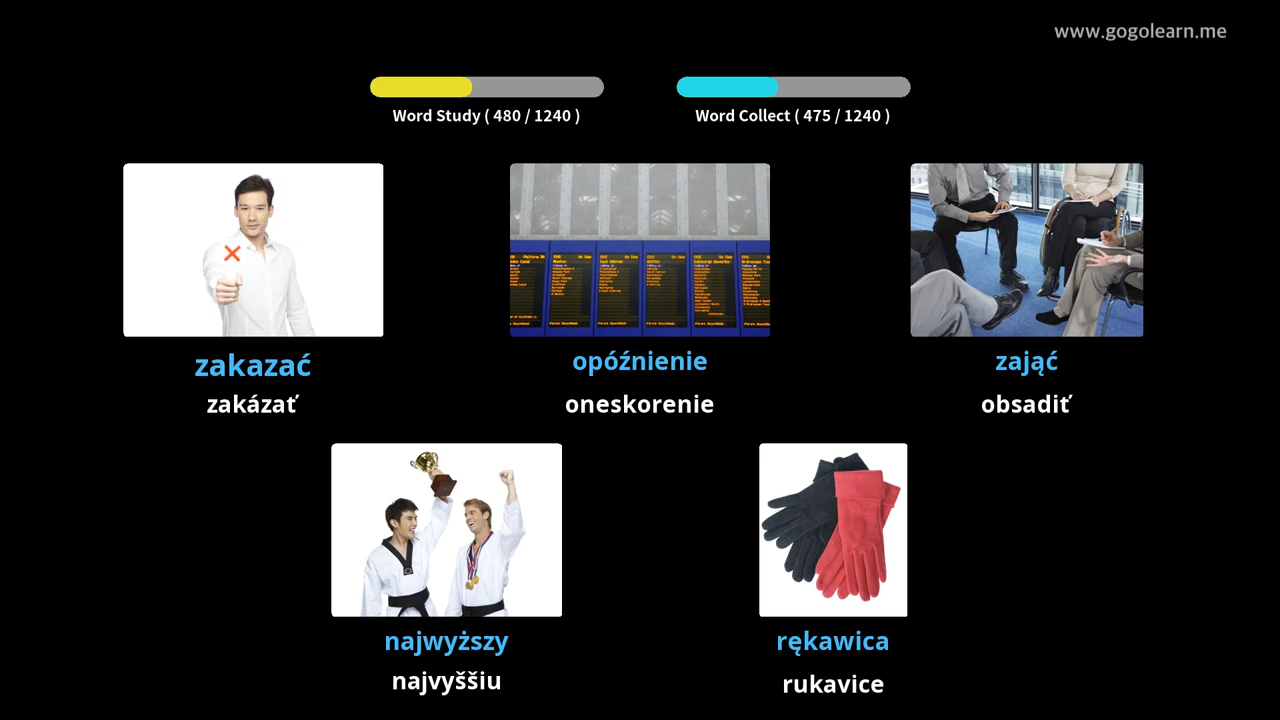 www.gogolearn.me
Word Study ( 480 / 1240 )
Word Collect ( 475 / 1240 )
zakazać
zakázať
opóźnienie
oneskorenie
zająć
obsadiť
najwyższy
najvyššiu
rękawica
rukavice